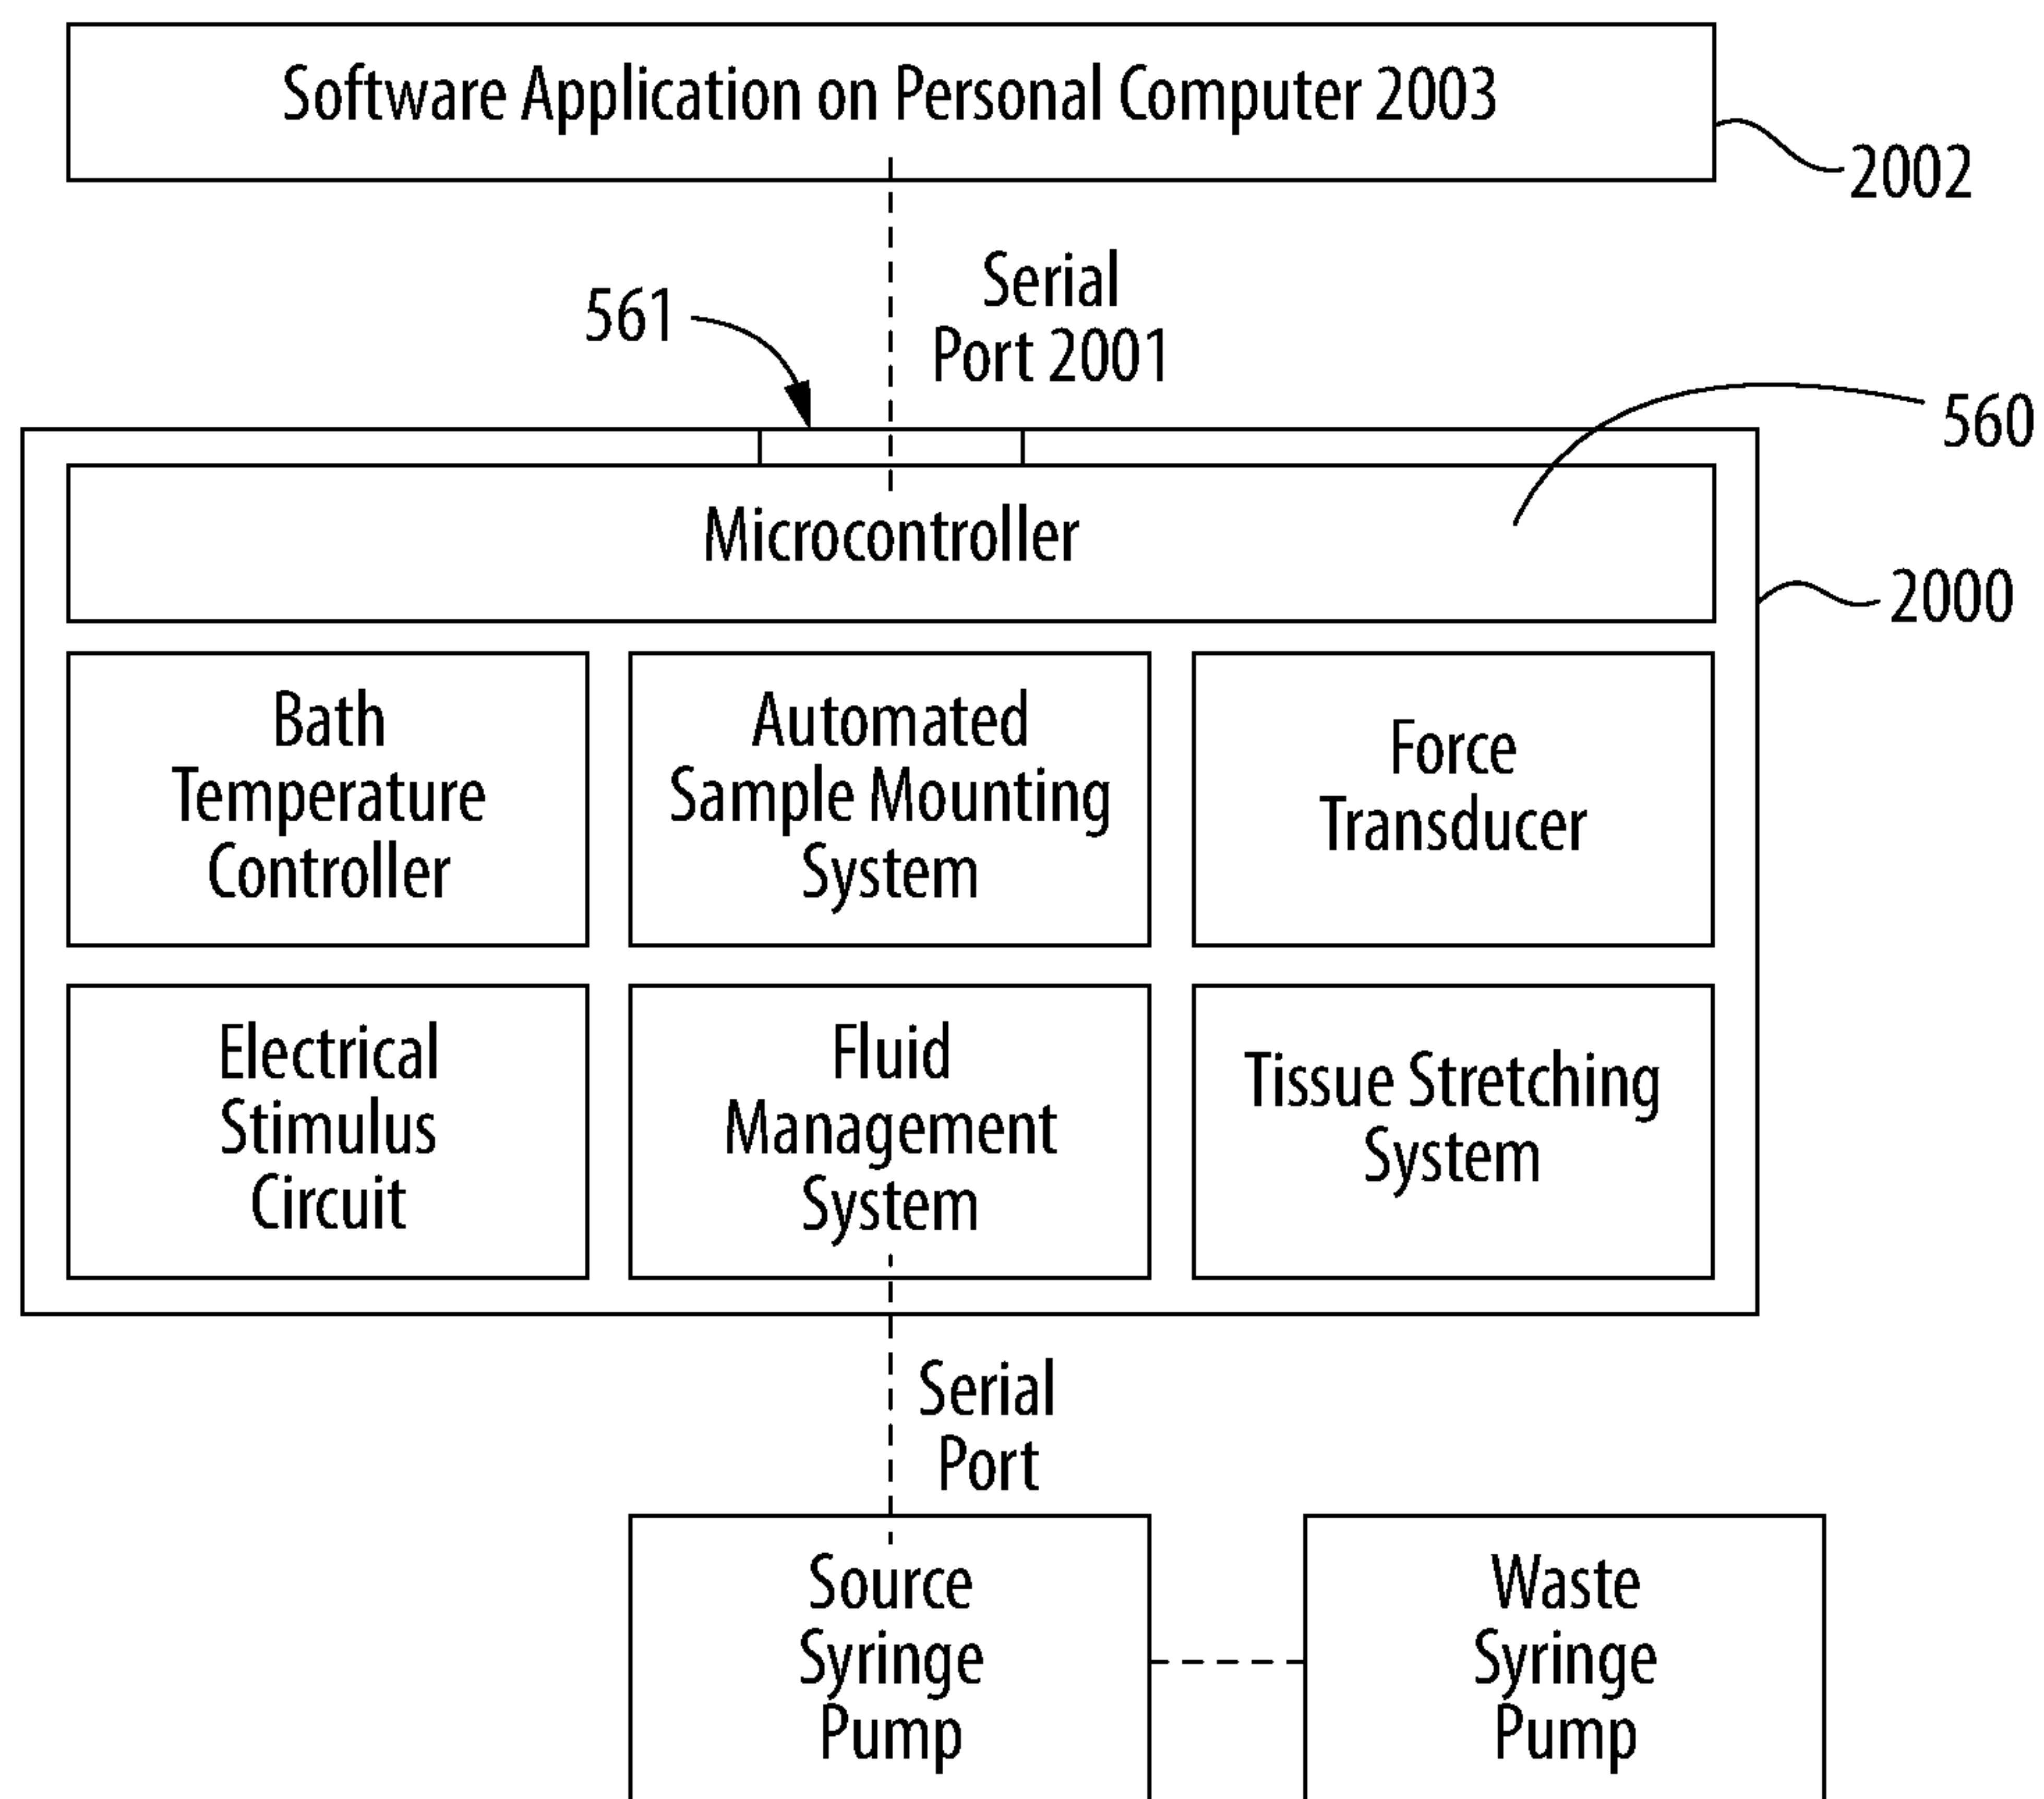 Software Application on Personal Computer 2003
2002
Serial
Port 2001
561
560
Microcontroller
2000
Bath
Temperature
Controller
Automated
Sample Mounting
System
Force
Transducer
Electrical
Stimulus
Circuit
Fluid
Management
System
Tissue Stretching
System
Serial
Port
Source
Syringe
Pump
Waste
Syringe
Pump